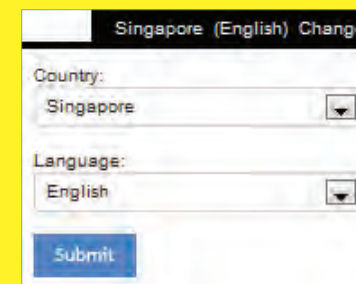 Singapore (English) Chang
Country:
Singapore
Language:
English
Submit